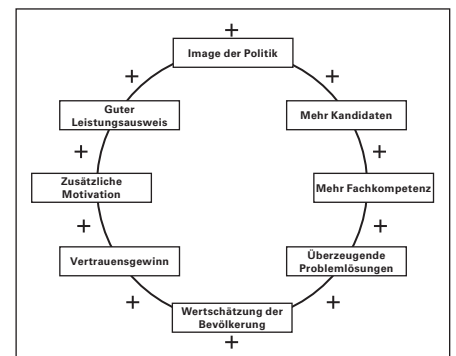 +
Image der Politik
+
+
Guter
Leistungsausweis
Mehr Kandidaten
+
+
Zusätzliche
Motivation
Mehr Fachkompetenz
+
+
Vertrauensgewinn
Überzeugende
Problemlösungen
+
+
Wertschätzung der
Bevölkerung
+